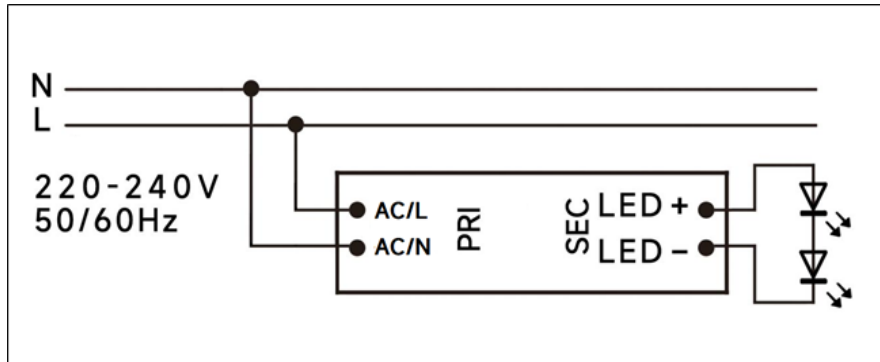 N
L
220-240V
50/60Hz
AC/L
AC/N
PRI
SEC
LED +
LED -